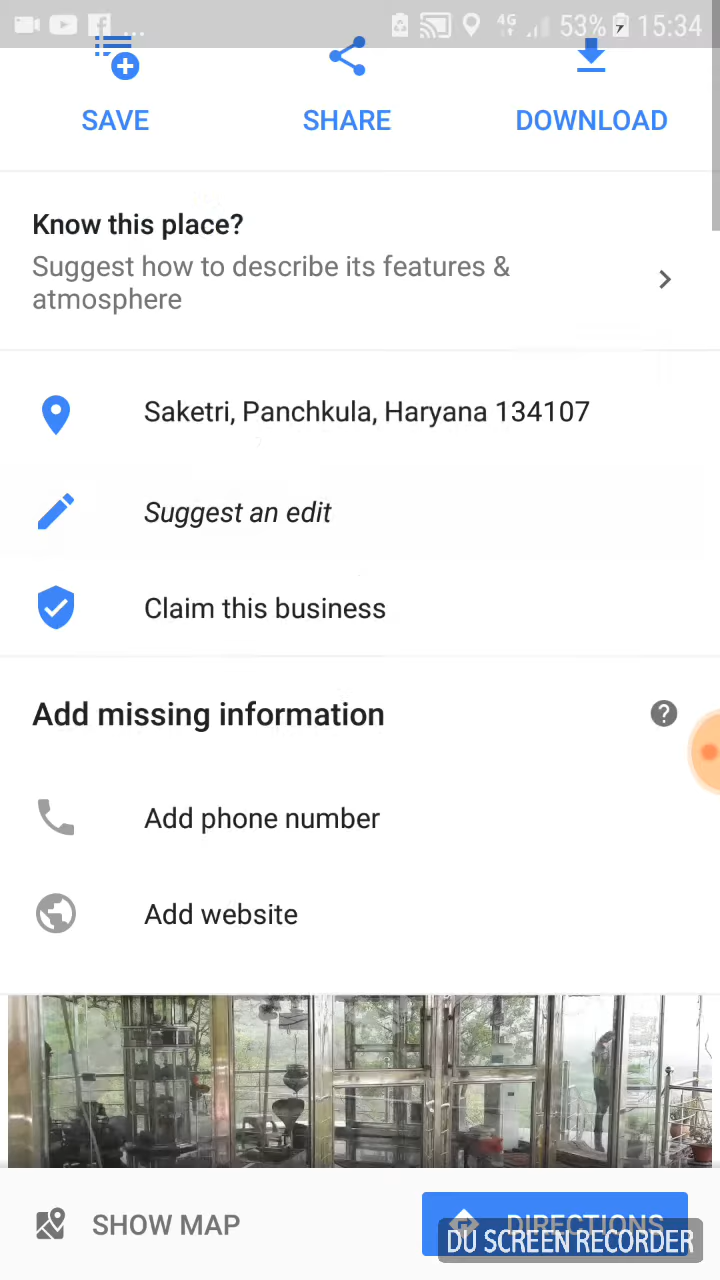 4G 53% 15:34
SAVE SHARE DOWNLOAD
Know this place?
Suggest how to describe its features &
atmosphere
Saketri, Panchkula, Haryana 134107
Suggest an edit
Claim this business
Add missing information
Add phone number
Add website
SHOW MAP DIRECTIONS
DU SCREEN RECORDER